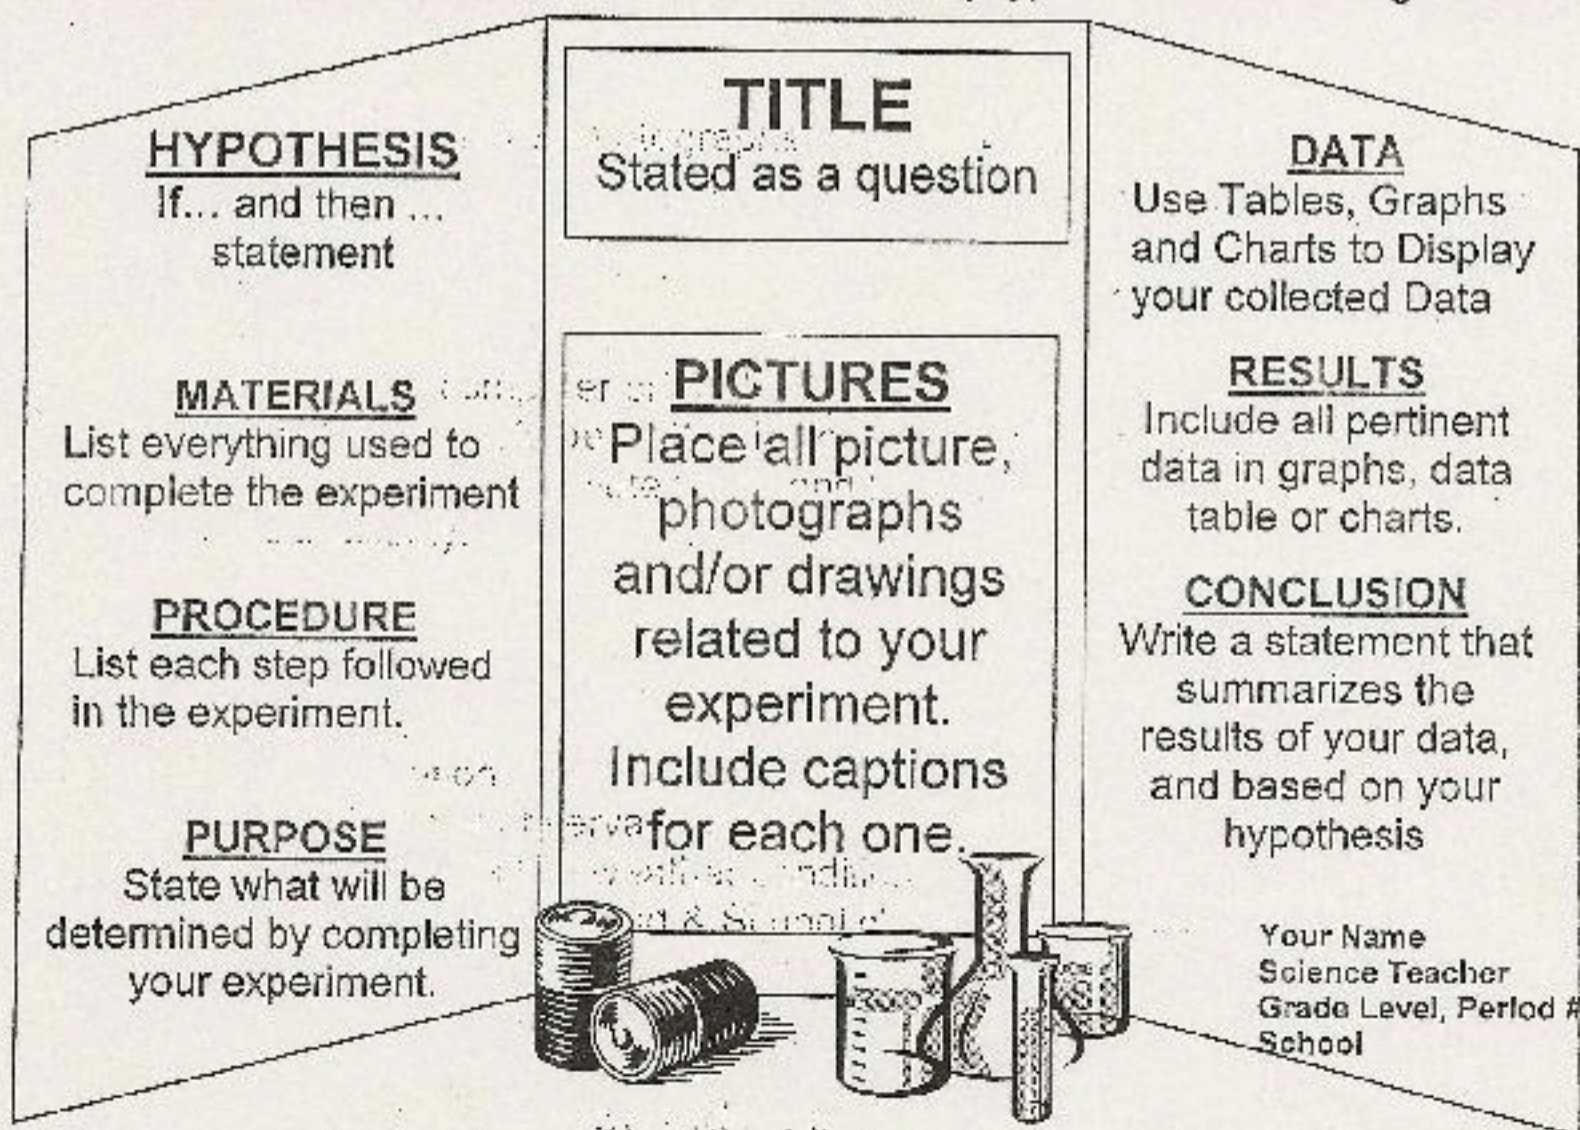 HYPOTHESIS
If... and then ...
statement
MATERIALS
List everything used to
complete the experiment
PROCEDURE
List each step followed
in the experiment.
PURPOSE
State what will be
determined by completing
your experiment.
TITLE
Stated as a question
PICTURES
Place all picture,
photographs
and/or drawings
related to your
experiment.
Include captions
for each one.
DATA
Use Tables, Graphs
and Charts to Display
your collected Data
RESULTS
Include all pertinent
data in graphs, data
table or charts.
CONCLUSION
Write a statement that
summarizes the
results of your data,
and based on your
hypothesis
Your Name
Science Teacher
Grade Level, Period #
School